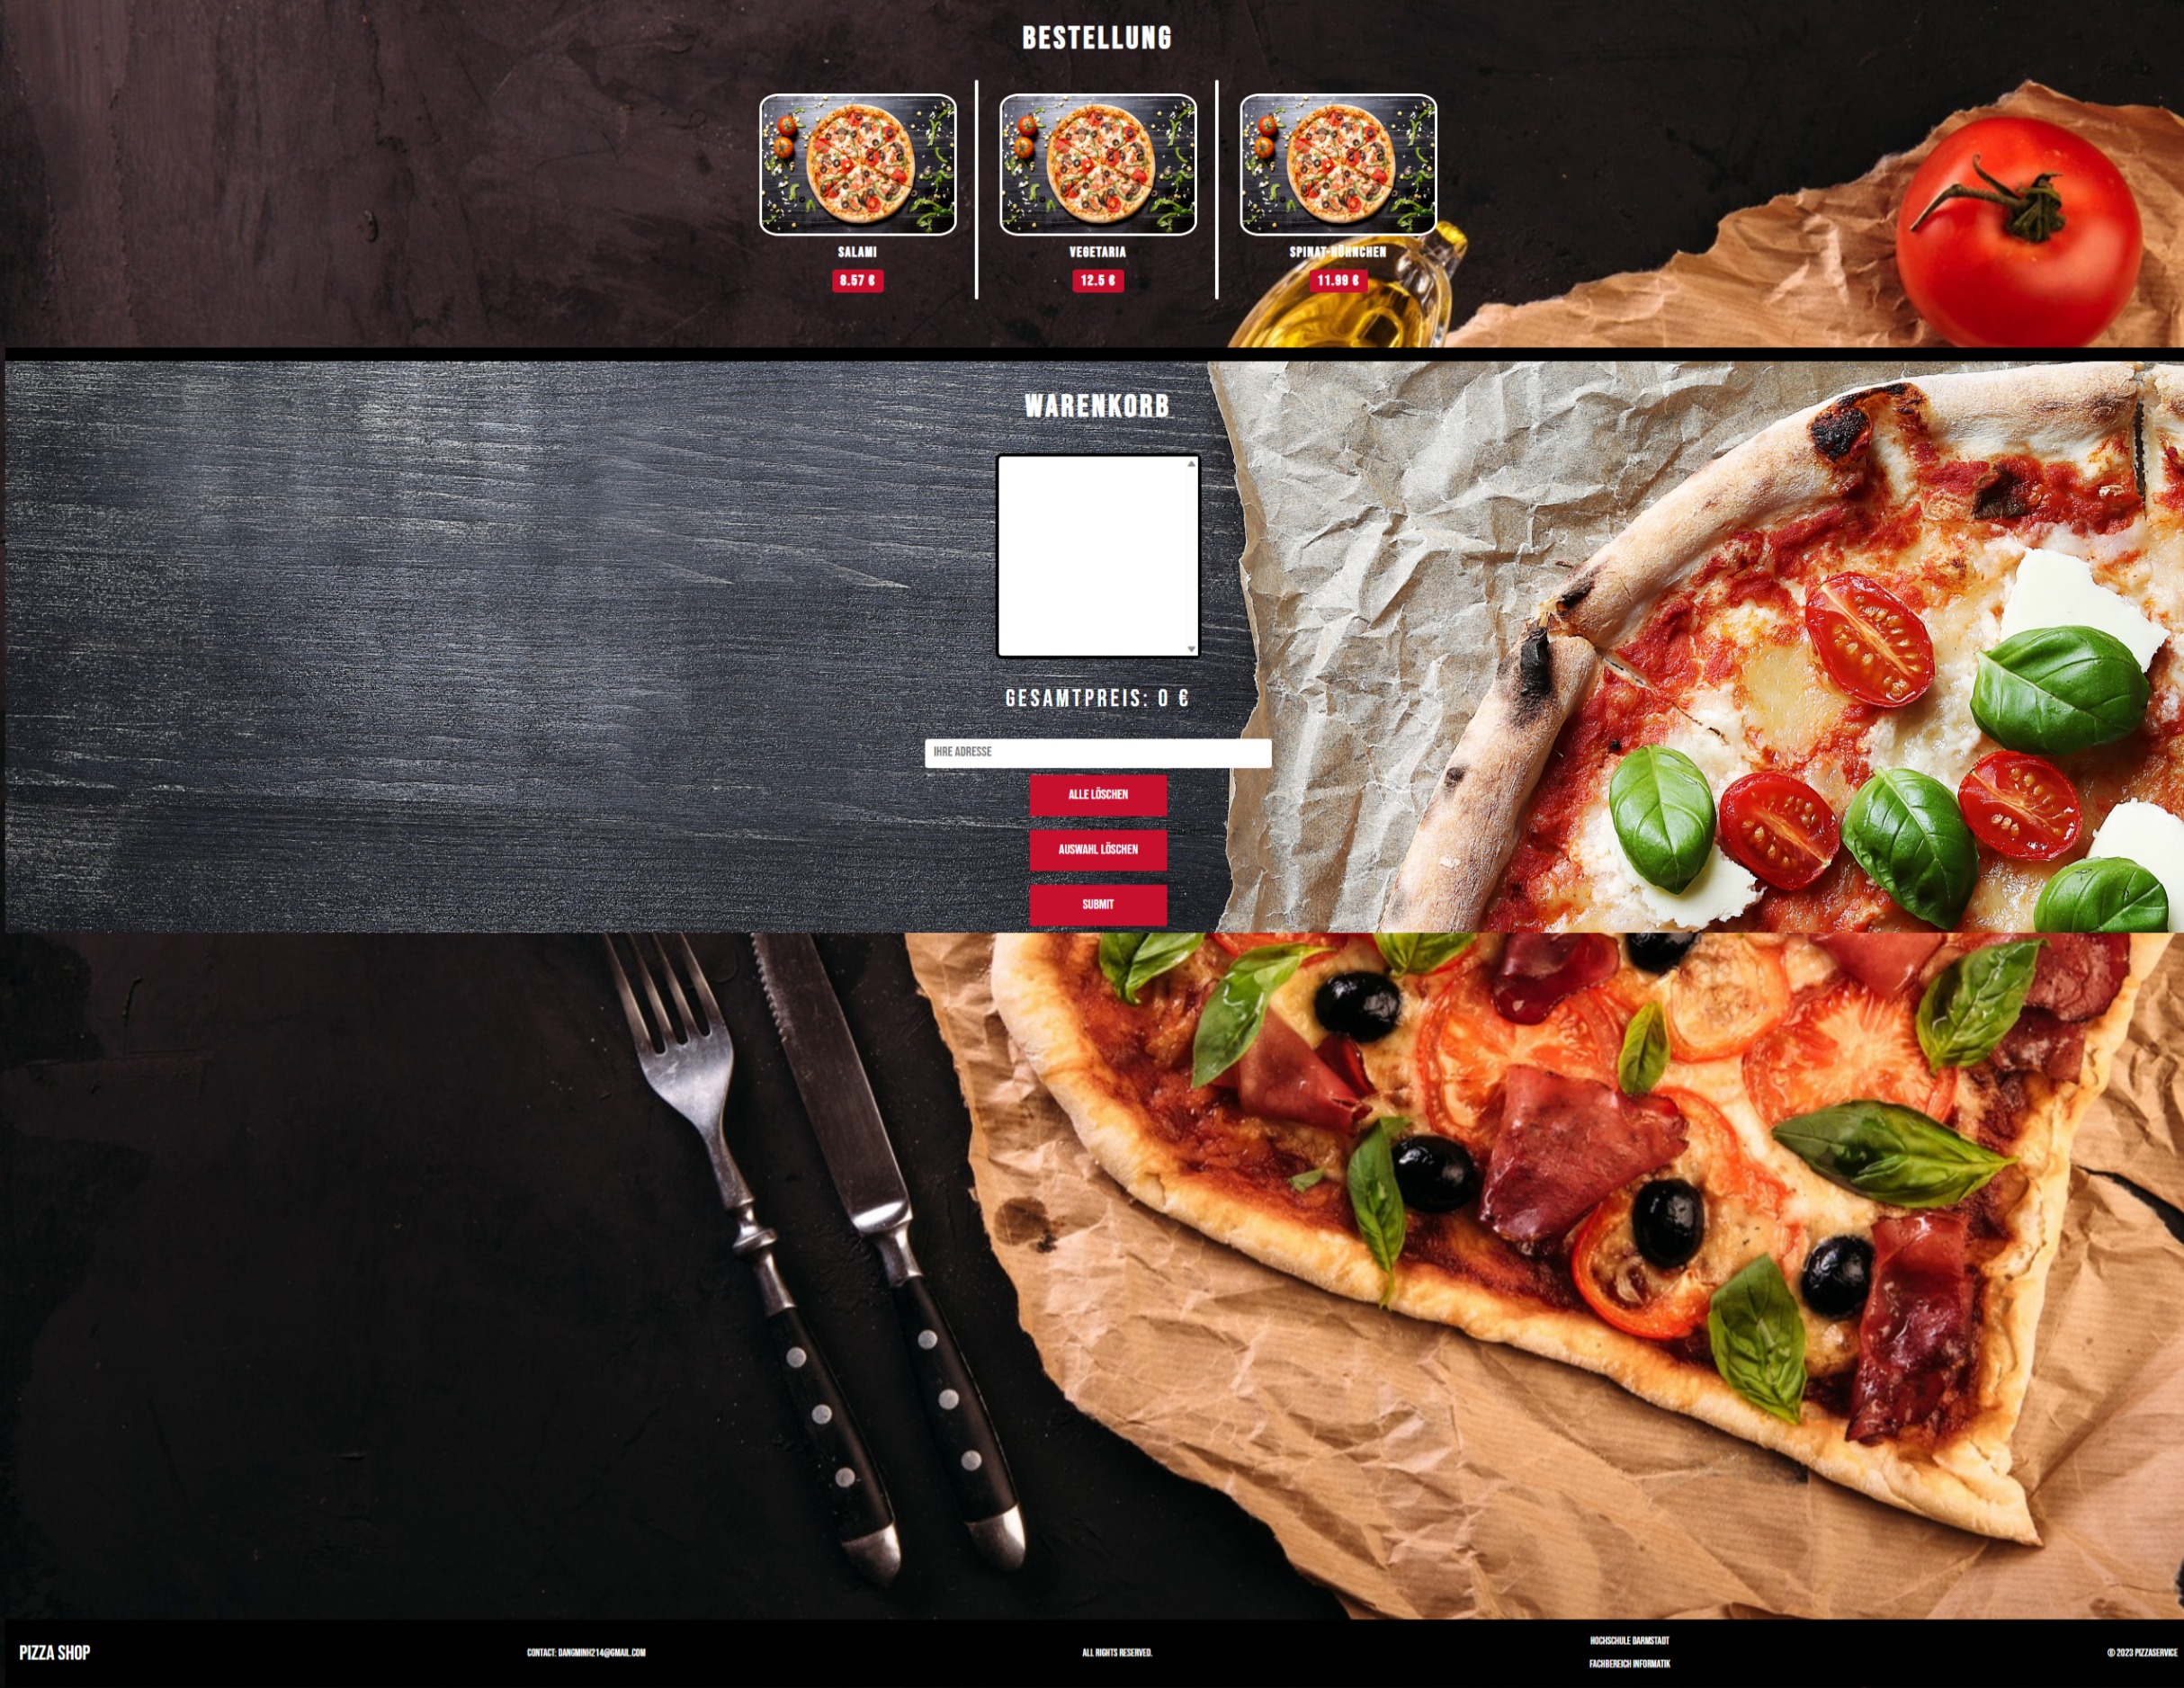 BESTELLUNG
SALAMI
8.57 €
VEGETARIA
12.5 €
SPINAT-HÜHNCHEN
11.99 €
WARENKORB
GESAMTPREIS: 0 €
IHRE ADRESSE
ALLE LÖSCHEN
AUSWAHL LÖSCHEN
SUBMIT
PIZZA SHOP
CONTACT: DANGMINH214@GMAIL.COM
ALL RIGHTS RESERVED.
HOCHSCHULE DARMSTADT
FACHBEREICH INFORMATIK
© 2023 PIZZASERVICE